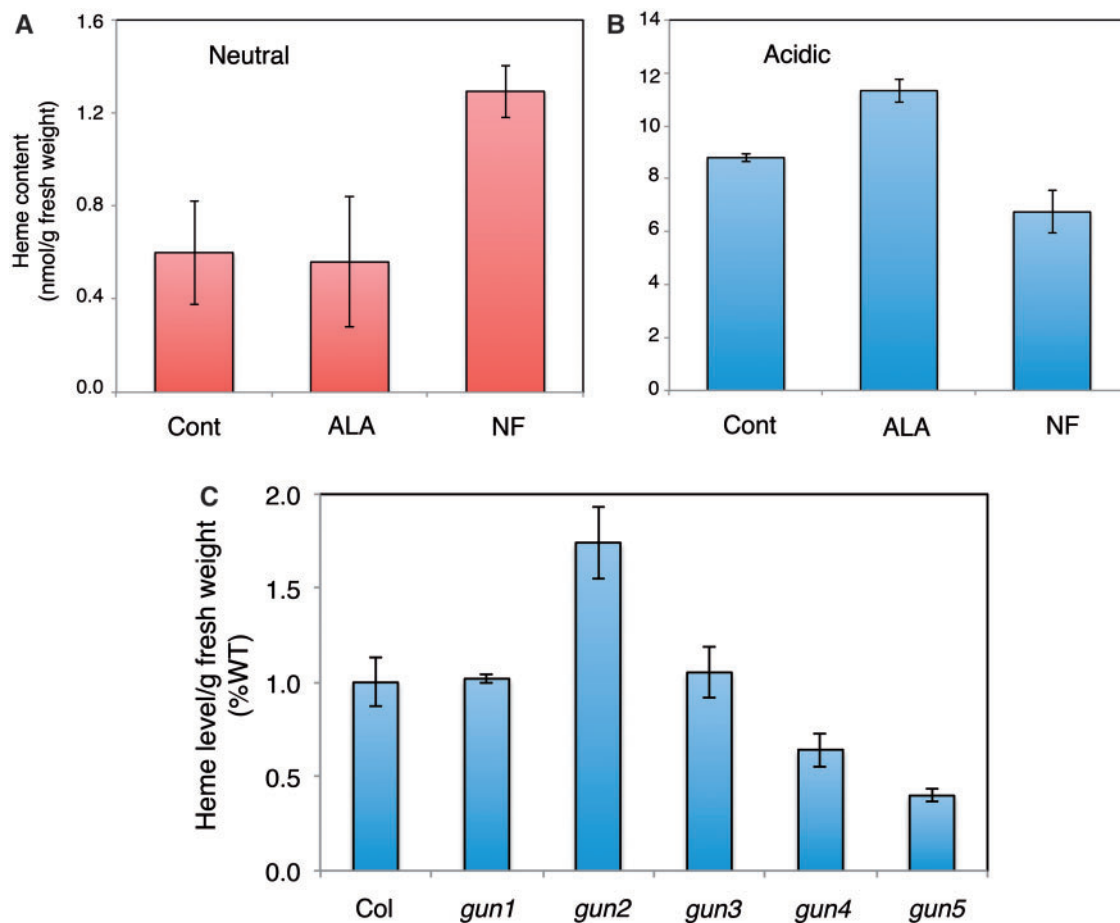 A
Neutral
Heme content
(nmol/g fresh weight)
1.6
1.2
0.8
0.4
0.0
Cont ALA NF
B
Acidic
14
12
10
8
6
4
2
0
Cont ALA NF
C
Heme level/g fresh weight
(%WT)
2.0
1.5
1.0
0.5
0.0
Col gun1 gun2 gun3 gun4 gun5